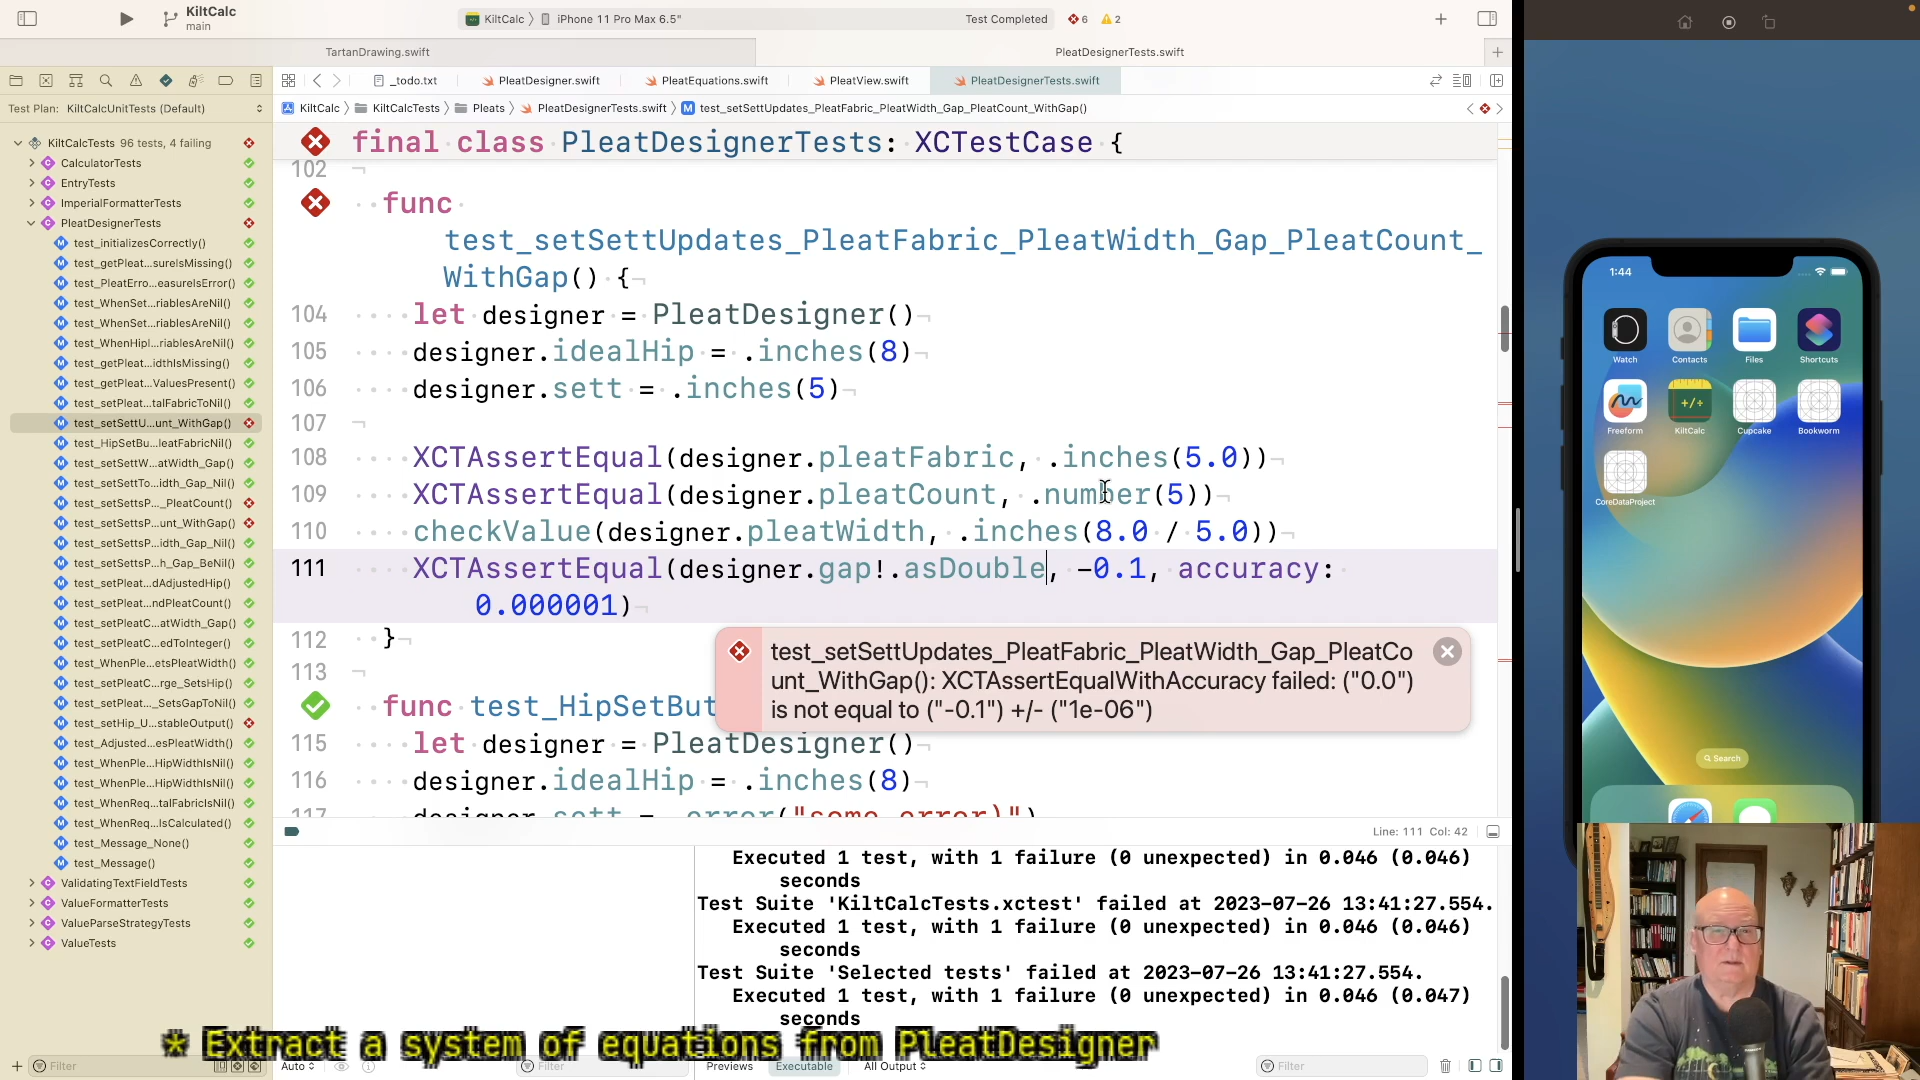 KiltCalc
main
KiltCalc
iPhone 11 Pro Max 6.5"
Test Completed
6
2
TartanDrawing.swift
PleatDesignerTests.swift
_todo.txt
PleatDesigner.swift
PleatEquations.swift
PleatView.swift
PleatDesignerTests.swift
Test Plan: KiltCalcUnitTests (Default)
KiltCalc
KiltCalcTests
Pleats
PleatDesignerTests.swift
test_setSettUpdates_PleatFabric_PleatWidth_Gap_PleatCount_WithGap()
KiltCalcTests 96 tests, 4 failing
CalculatorTests
EntryTests
ImperialFormatterTests
PleatDesignerTests
test_initializesCorrectly()
test_getPleat...sureIsMissing()
test_PleatErro...easureIsError()
test_WhenSet...riablesAreNil()
test_WhenSet...riablesAreNil()
test_WhenHipI...riablesAreNil()
test_getPleat...idthIsMissing()
test_getPleat...ValuesPresent()
test_setPleat...talFabricToNil()
test_setSettU...unt_WithGap()
test_HipSetBu...leatFabricNil()
test_setSettW...atWidth_Gap()
test_setSetTo...idth_Gap_Nil()
test_setSettsP..._PleatCount()
test_setSettsP...unt_WithGap()
test_setSettsP...idth_Gap_Nil()
test_setSettsP...h_Gap_BeNil()
test_setPleat...dAdjustedHip()
test_setPleat...ndPleatCount()
test_setPleatC...atWidth_Gap()
test_setPleatC...edToInteger()
test_WhenPle...etsPleatWidth()
test_setPleatC...rge_SetsHip()
test_setPleat..._SetsGapToNil()
test_setHip_U...stableOutput()
test_Adjusted...esPleatWidth()
test_WhenPle...HipWidthIsNil()
test_WhenPle...HipWidthIsNil()
test_WhenReq...talFabricIsNil()
test_WhenReq...IsCalculated()
test_Message_None()
test_Message()
ValidatingTextFieldTests
ValueFormatterTests
ValueParseStrategyTests
ValueTests
final class PleatDesignerTests: XCTestCase {
102
func
test_setSettUpdates_PleatFabric_PleatWidth_Gap_PleatCount_
WithGap() {
104 let designer = PleatDesigner()
105 designer.idealHip = .inches(8)
106 designer.sett = .inches(5)
107
108 XCTAssertEqual(designer.pleatFabric, .inches(5.0))
109 XCTAssertEqual(designer.pleatCount, .number(5))
110 checkValue(designer.pleatWidth, .inches(8.0 / 5.0))
111 XCTAssertEqual(designer.gap!.asDouble, -0.1, accuracy:
0.000001)
112 }
113
test_setSettUpdates_PleatFabric_PleatWidth_Gap_PleatCo
unt_WithGap(): XCTAssertEqualWithAccuracy failed: ("0.0")
is not equal to ("-0.1") +/- ("1e-06")
func test_HipSetBut
115 let designer = PleatDesigner()
116 designer.idealHip = .inches(8)
117 designer.sett = .error("some error)")
Line: 111 Col: 42
Executed 1 test, with 1 failure (0 unexpected) in 0.046 (0.046)
seconds
Test Suite 'KiltCalcTests.xctest' failed at 2023-07-26 13:41:27.554.
Executed 1 test, with 1 failure (0 unexpected) in 0.046 (0.046)
seconds
Test Suite 'Selected tests' failed at 2023-07-26 13:41:27.554.
Executed 1 test, with 1 failure (0 unexpected) in 0.046 (0.047)
seconds
* Extract a system of equations from PleatDesigner
Filter
Auto
Filter
Previews
Executable
All Output
Filter
1:44
Watch
Contacts
Files
Shortcuts
Freeform
KiltCalc
Cupcake
Bookworm
CoreDataProject
Search